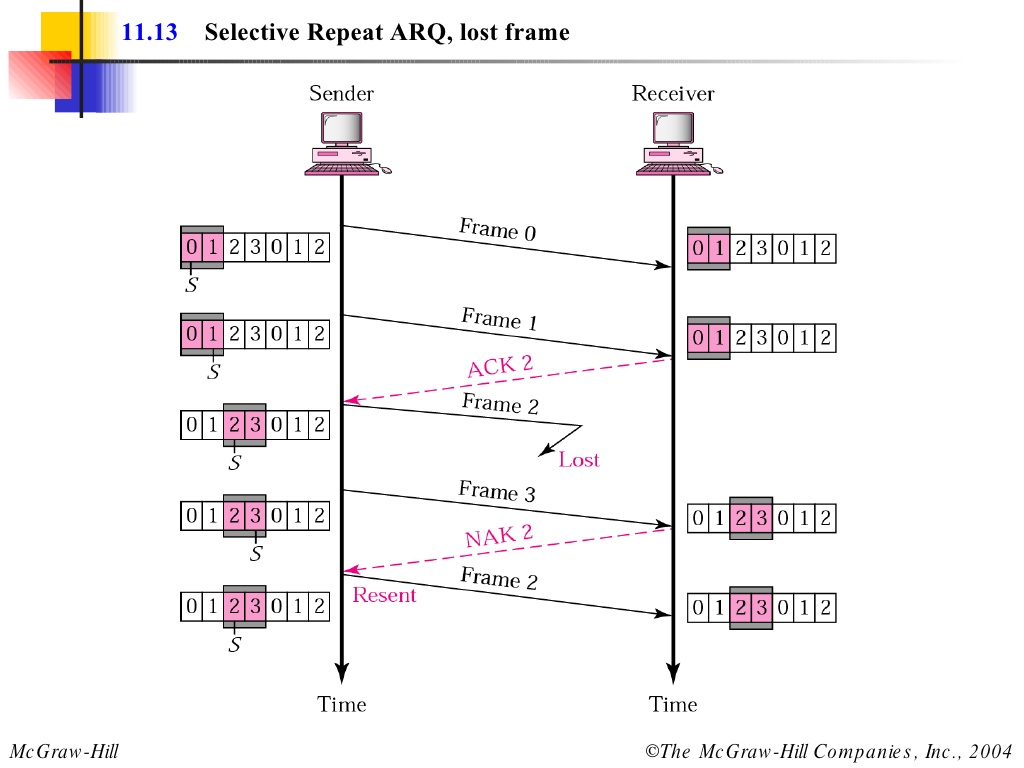 11.13 Selective Repeat ARQ, lost frame
Sender Receiver
Frame 0
0 1 2 3 0 1 2 0 1 2 3 0 1 2
S
Frame 1
0 1 2 3 0 1 2 0 1 2 3 0 1 2
S
ACK 2
Frame 2
0 1 2 3 0 1 2
S
Lost
Frame 3
0 1 2 3 0 1 2 0 1 2 3 0 1 2
S
NAK 2
Frame 2
Resent
0 1 2 3 0 1 2 0 1 2 3 0 1 2
S
Time Time
McGraw-Hill ©The McGraw-Hill Companies, Inc., 2004